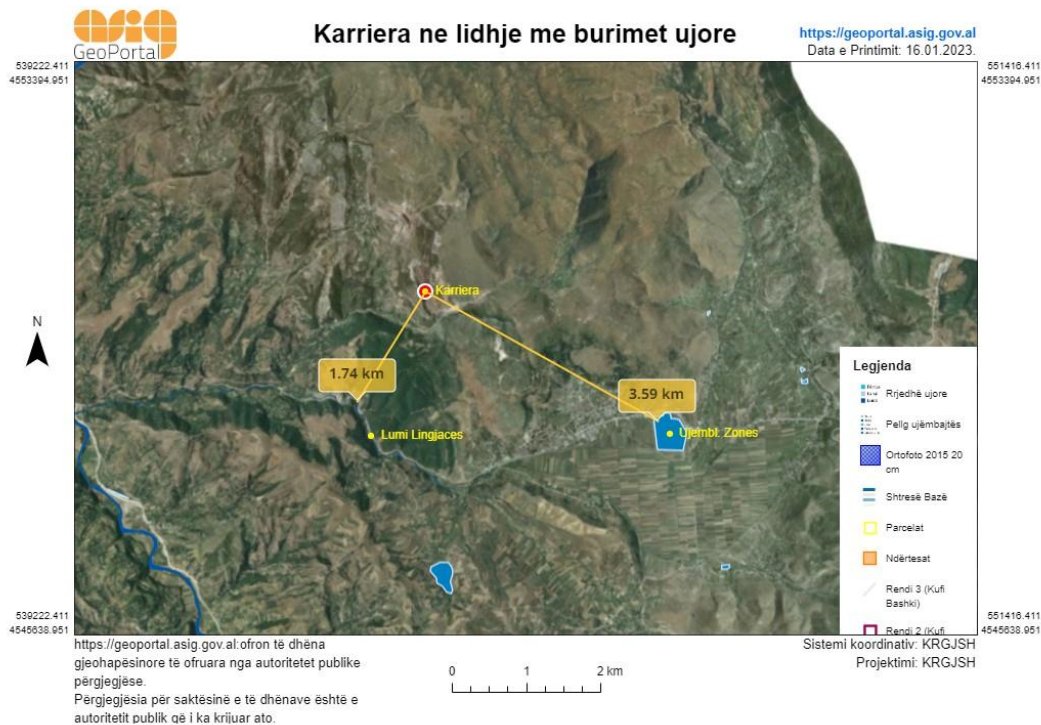 asig
GeoPortal
Karriera ne lidhje me burimet ujore
https://geoportal.asig.gov.al
Data e Printimit: 16.01.2023.
539222.411
4553394.951
551416.411
4553394.951
Karriera
1.74 km
3.59 km
Lumi Lingjaces
Ujembl. Zones
N
Legjenda
Rrjedhë ujore
Pellg ujëmbajtës
Ortofoto 2015 20
cm
Shtresë Bazë
Parcelat
Ndërtesat
Rendi 3 (Kufi
Bashki)
Rendi 2 (Kufi
539222.411
4545638.951
551416.411
4545638.951
https://geoportal.asig.gov.al:ofron të dhëna
gjeohapësinore të ofruara nga autoritetet publike
përgjegjëse.
Përgjegjësia për saktësinë e të dhënave është e
autoritetit publik që i ka krijuar ato.
0 1 2 km
Sistemi koordinativ: KRGJSH
Projektimi: KRGJSH